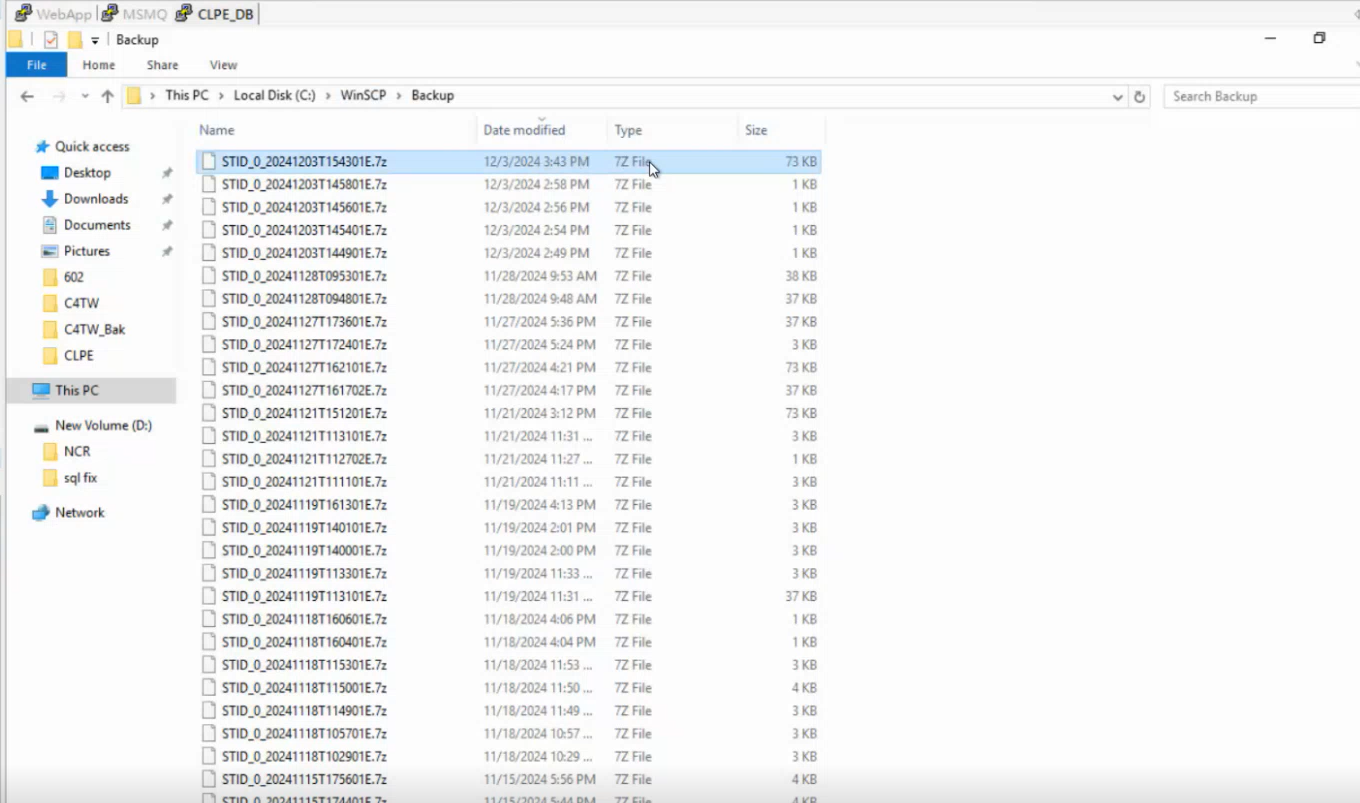 WebApp MSMQ CLPE_DB
Backup
File Home Share View
This PC Local Disk (C:) WinSCP Backup Search Backup
Name Date modified Type Size
Quick access
Desktop
Downloads
Documents
Pictures
602
C4TW
C4TW_Bak
CLPE
This PC
New Volume (D:)
NCR
sql fix
Network
STID_0_20241203T154301E.7z 12/3/2024 3:43 PM 7Z File 73 KB
STID_0_20241203T145801E.7z 12/3/2024 2:58 PM 7Z File 1 KB
STID_0_20241203T145601E.7z 12/3/2024 2:56 PM 7Z File 1 KB
STID_0_20241203T145401E.7z 12/3/2024 2:54 PM 7Z File 1 KB
STID_0_20241203T144901E.7z 12/3/2024 2:49 PM 7Z File 1 KB
STID_0_20241128T095301E.7z 11/28/2024 9:53 AM 7Z File 38 KB
STID_0_20241128T094801E.7z 11/28/2024 9:48 AM 7Z File 37 KB
STID_0_20241127T173601E.7z 11/27/2024 5:36 PM 7Z File 37 KB
STID_0_20241127T172401E.7z 11/27/2024 5:24 PM 7Z File 3 KB
STID_0_20241127T162101E.7z 11/27/2024 4:21 PM 7Z File 73 KB
STID_0_20241127T161702E.7z 11/27/2024 4:17 PM 7Z File 37 KB
STID_0_20241121T151201E.7z 11/21/2024 3:12 PM 7Z File 73 KB
STID_0_20241121T113101E.7z 11/21/2024 11:31 ... 7Z File 3 KB
STID_0_20241121T112702E.7z 11/21/2024 11:27 ... 7Z File 1 KB
STID_0_20241121T111101E.7z 11/21/2024 11:11 ... 7Z File 3 KB
STID_0_20241119T161301E.7z 11/19/2024 4:13 PM 7Z File 3 KB
STID_0_20241119T140101E.7z 11/19/2024 2:01 PM 7Z File 3 KB
STID_0_20241119T140001E.7z 11/19/2024 2:00 PM 7Z File 3 KB
STID_0_20241119T113301E.7z 11/19/2024 11:33 ... 7Z File 3 KB
STID_0_20241119T113101E.7z 11/19/2024 11:31 ... 7Z File 37 KB
STID_0_20241118T160601E.7z 11/18/2024 4:06 PM 7Z File 1 KB
STID_0_20241118T160401E.7z 11/18/2024 4:04 PM 7Z File 1 KB
STID_0_20241118T115301E.7z 11/18/2024 11:53 ... 7Z File 3 KB
STID_0_20241118T115001E.7z 11/18/2024 11:50 ... 7Z File 4 KB
STID_0_20241118T114901E.7z 11/18/2024 11:49 ... 7Z File 3 KB
STID_0_20241118T105701E.7z 11/18/2024 10:57 ... 7Z File 3 KB
STID_0_20241118T102901E.7z 11/18/2024 10:29 ... 7Z File 3 KB
STID_0_20241115T175601E.7z 11/15/2024 5:56 PM 7Z File 4 KB
STID_0_20241115T174401E.7z 11/15/2024 5:44 PM 7Z File 4 KB